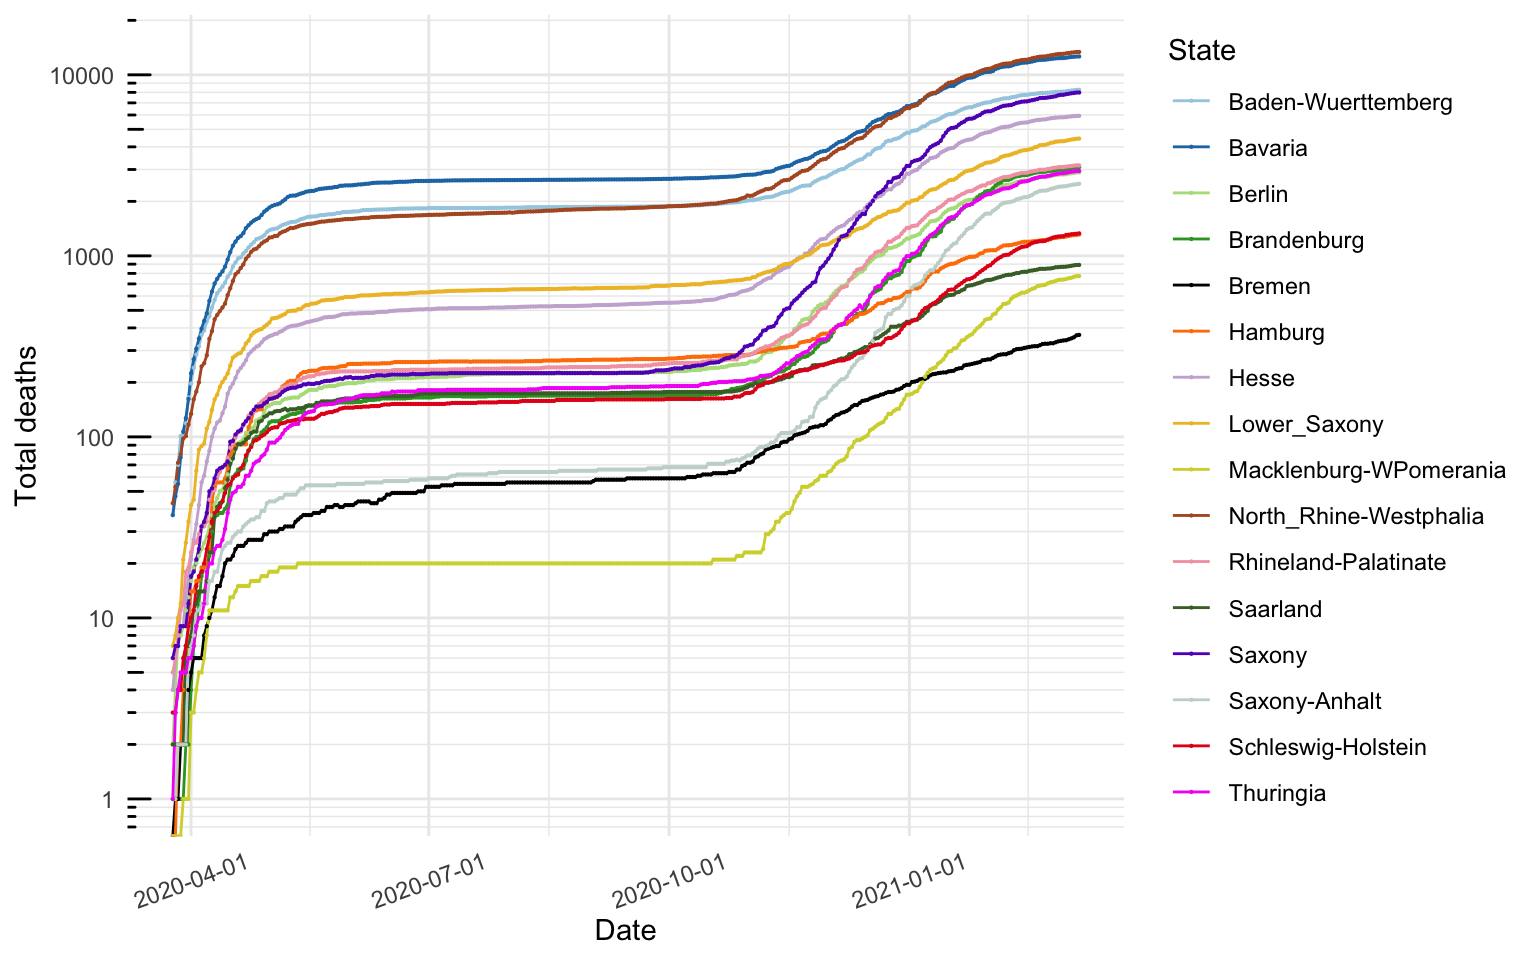 Total deaths
10000
1000
100
10
1
2020-04-01
2020-07-01
2020-10-01
2021-01-01
Date
State
Baden-Wuerttemberg
Bavaria
Berlin
Brandenburg
Bremen
Hamburg
Hesse
Lower_Saxony
Macklenburg-WPomerania
North_Rhine-Westphalia
Rhineland-Palatinate
Saarland
Saxony
Saxony-Anhalt
Schleswig-Holstein
Thuringia